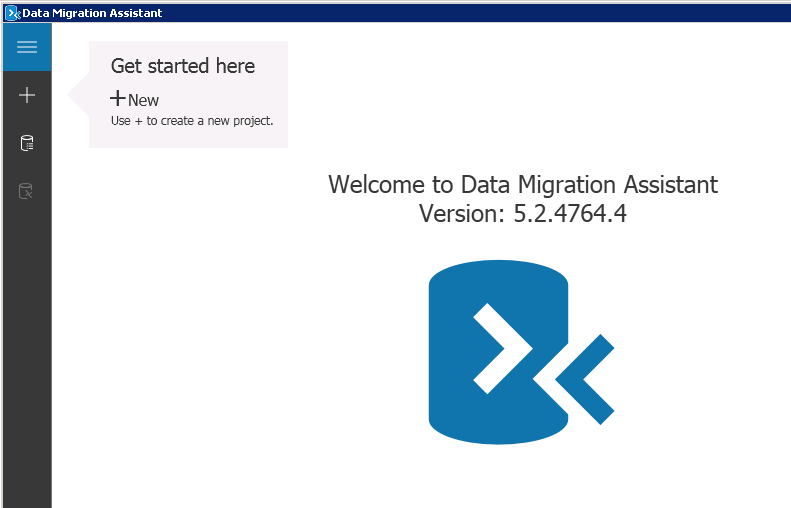 Data Migration Assistant
Get started here
+New
Use + to create a new project.
Welcome to Data Migration Assistant
Version: 5.2.4764.4